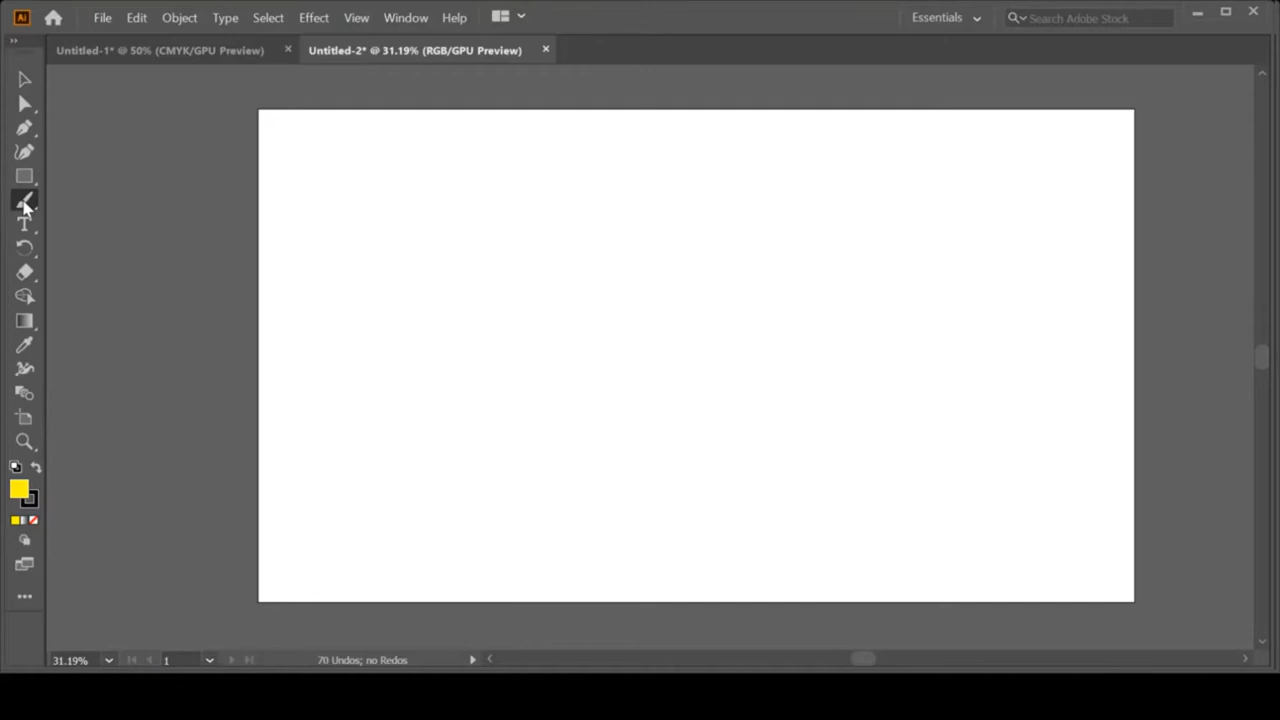 Ai File Edit Object Type Select Effect View Window Help Essentials Search Adobe Stock
Untitled-1* @ 50% (CMYK/GPU Preview) Untitled-2* @ 31.19% (RGB/GPU Preview)
31.19% 1 70 Undos; no Redos